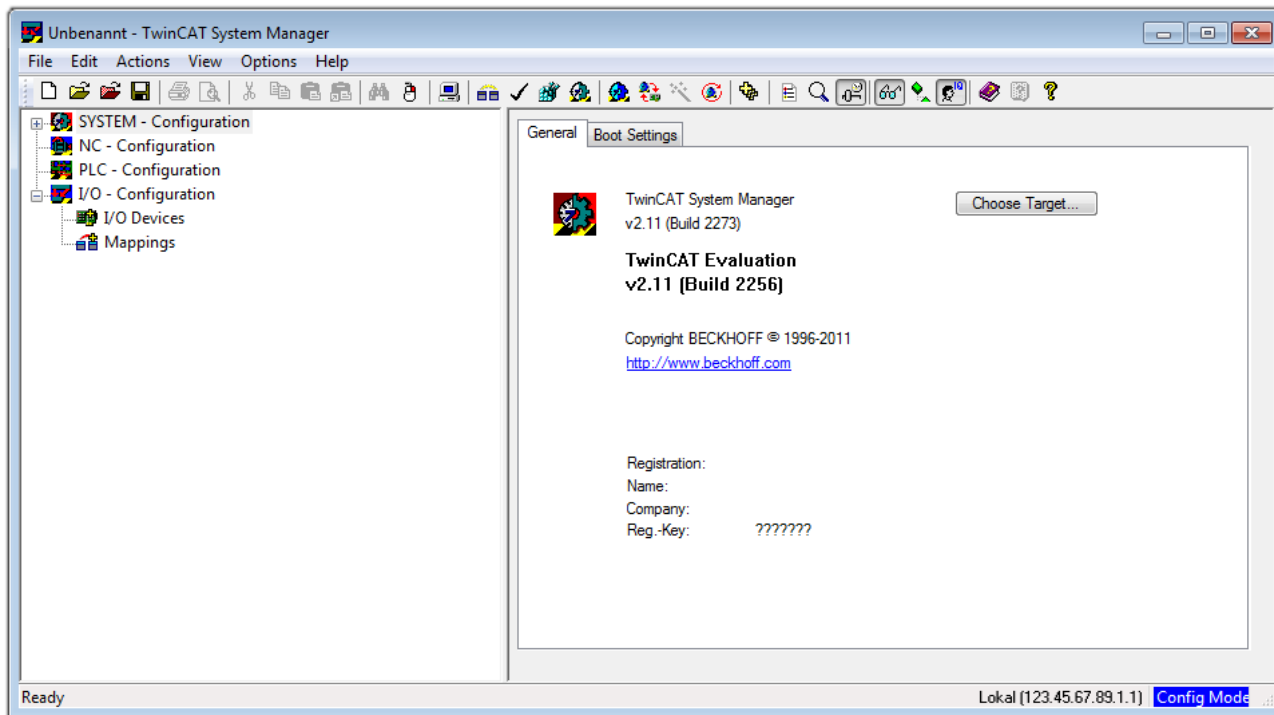 Unbenannt - TwinCAT System Manager
File Edit Actions View Options Help
SYSTEM - Configuration
NC - Configuration
PLC - Configuration
I/O - Configuration
I/O Devices
Mappings
General Boot Settings
TwinCAT System Manager
v2.11 (Build 2273)
Choose Target...
TwinCAT Evaluation
v2.11 (Build 2256)
Copyright BECKHOFF © 1996-2011
http://www.beckhoff.com
Registration:
Name:
Company:
Reg.-Key: ???????
Ready Lokal (123.45.67.89.1.1) Config Mode